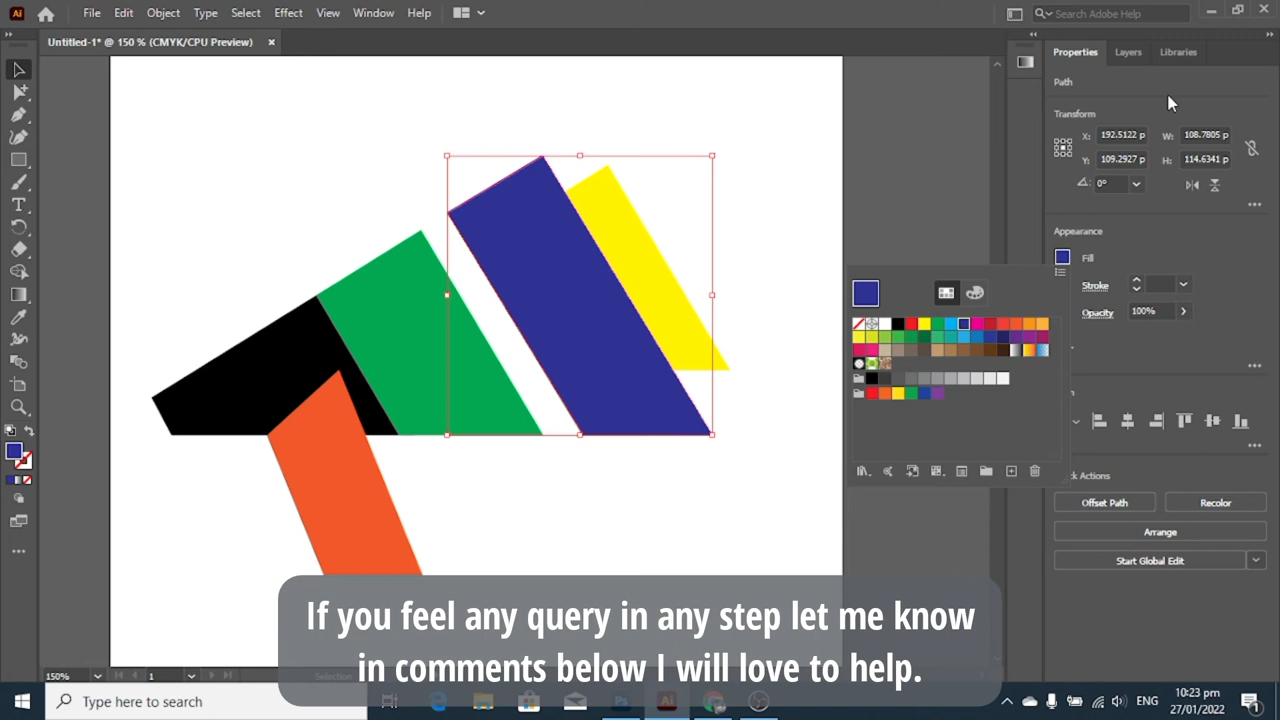 Ai File Edit Object Type Select Effect View Window Help Search Adobe Help
Untitled-1* @ 150 % (CMYK/CPU Preview)
Properties Layers Libraries
Path
Transform
X: 192.5122 p W: 108.7805 p
Y: 109.2927 p H: 114.6341 p
0°
Appearance
Fill
Stroke
Opacity 100%
Offset Path Recolor
Arrange
Start Global Edit
If you feel any query in any step let me know
in comments below I will love to help.
150% 1 Selection
Type here to search
Ps Ai
ENG
10:23 pm
27/01/2022
1